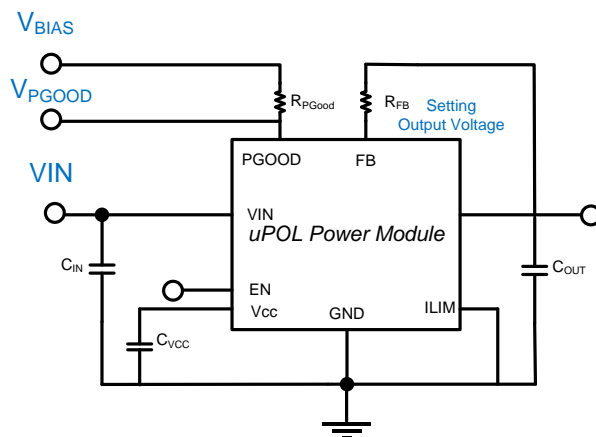 VBIAS
VPGOOD
RPGood
RFB
Setting
Output Voltage
PGOOD
FB
VIN
VIN
uPOL Power Module
CIN
COUT
EN
Vcc
GND
ILIM
CVCC